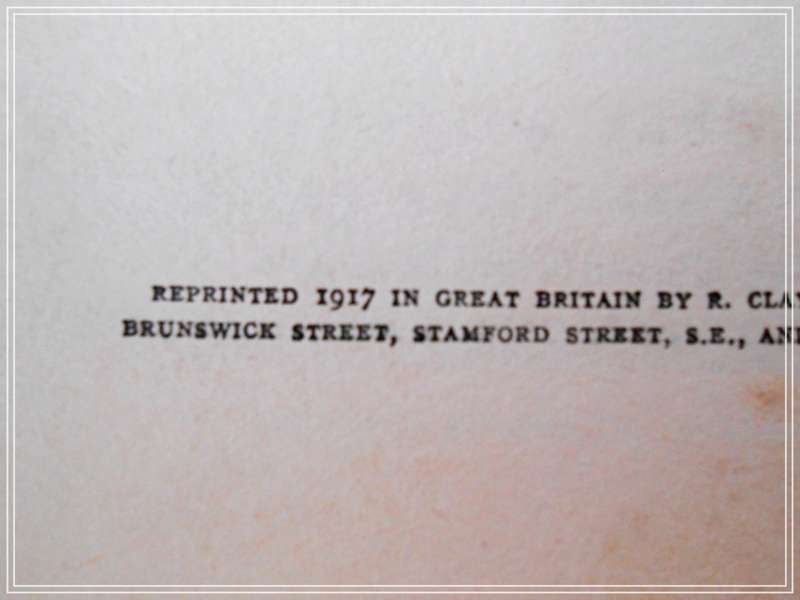 REPRINTED 1917 IN GREAT BRITAIN BY R.
BRUNSWICK STREET, STAMFORD STREET, S.E.,